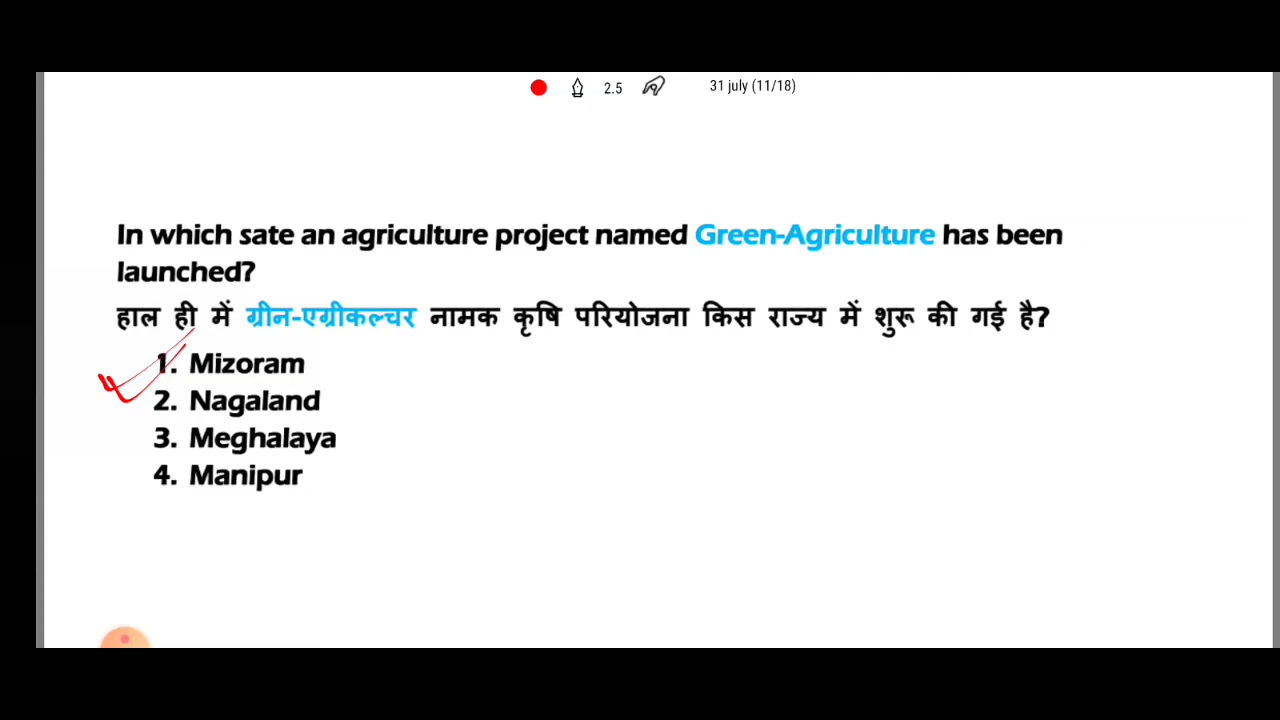 2.5 31 july (11/18)
In which sate an agriculture project named Green-Agriculture has been
launched?
हाल ही में ग्रीन-एग्रीकल्चर नामक कृषि परियोजना किस राज्य में शुरू की गई है?
1. Mizoram
2. Nagaland
3. Meghalaya
4. Manipur